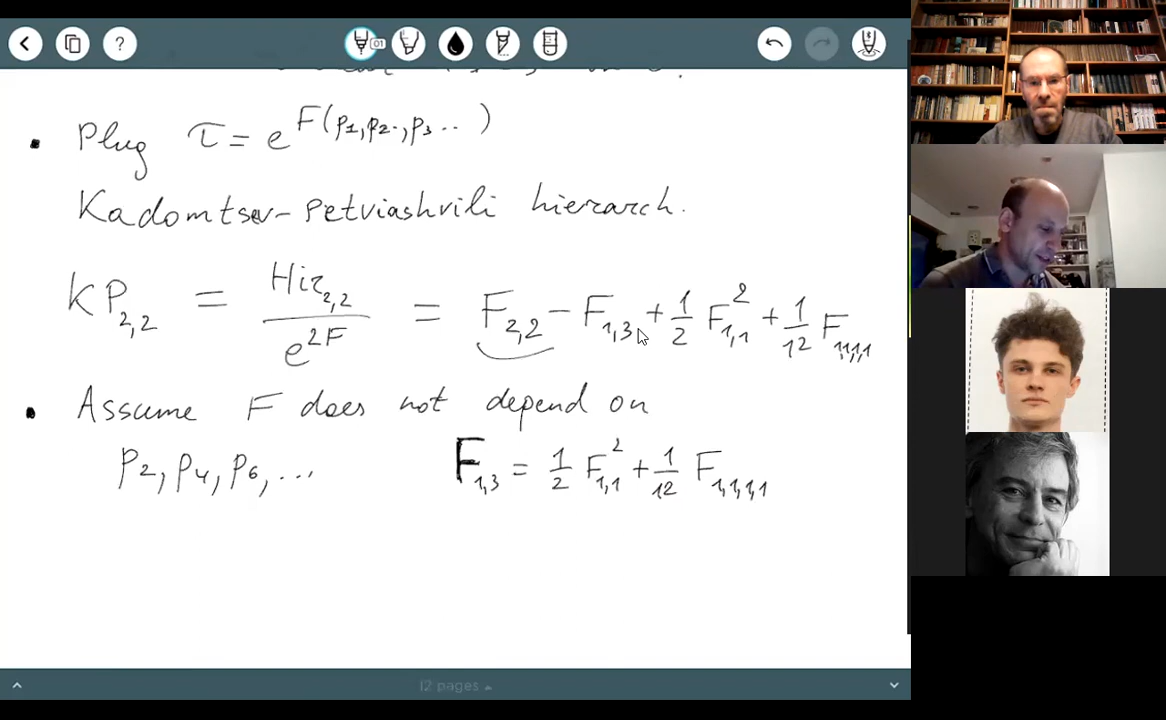 • Plug τ = e^{F(p1,p2.,p3..)}
Kadomtsev-Petviashvili hierarch.
KP_{2,2} = Hir_{2,2} / e^{2F} = F_{2,2} - F_{1,3} + 1/2 F_{1,1}^2 + 1/12 F_{1,1,1,1}
• Assume F does not depend on
p2, p4, p6, ... F_{1,3} = 1/2 F_{1,1}^2 + 1/12 F_{1,1,1,1}
12 pages